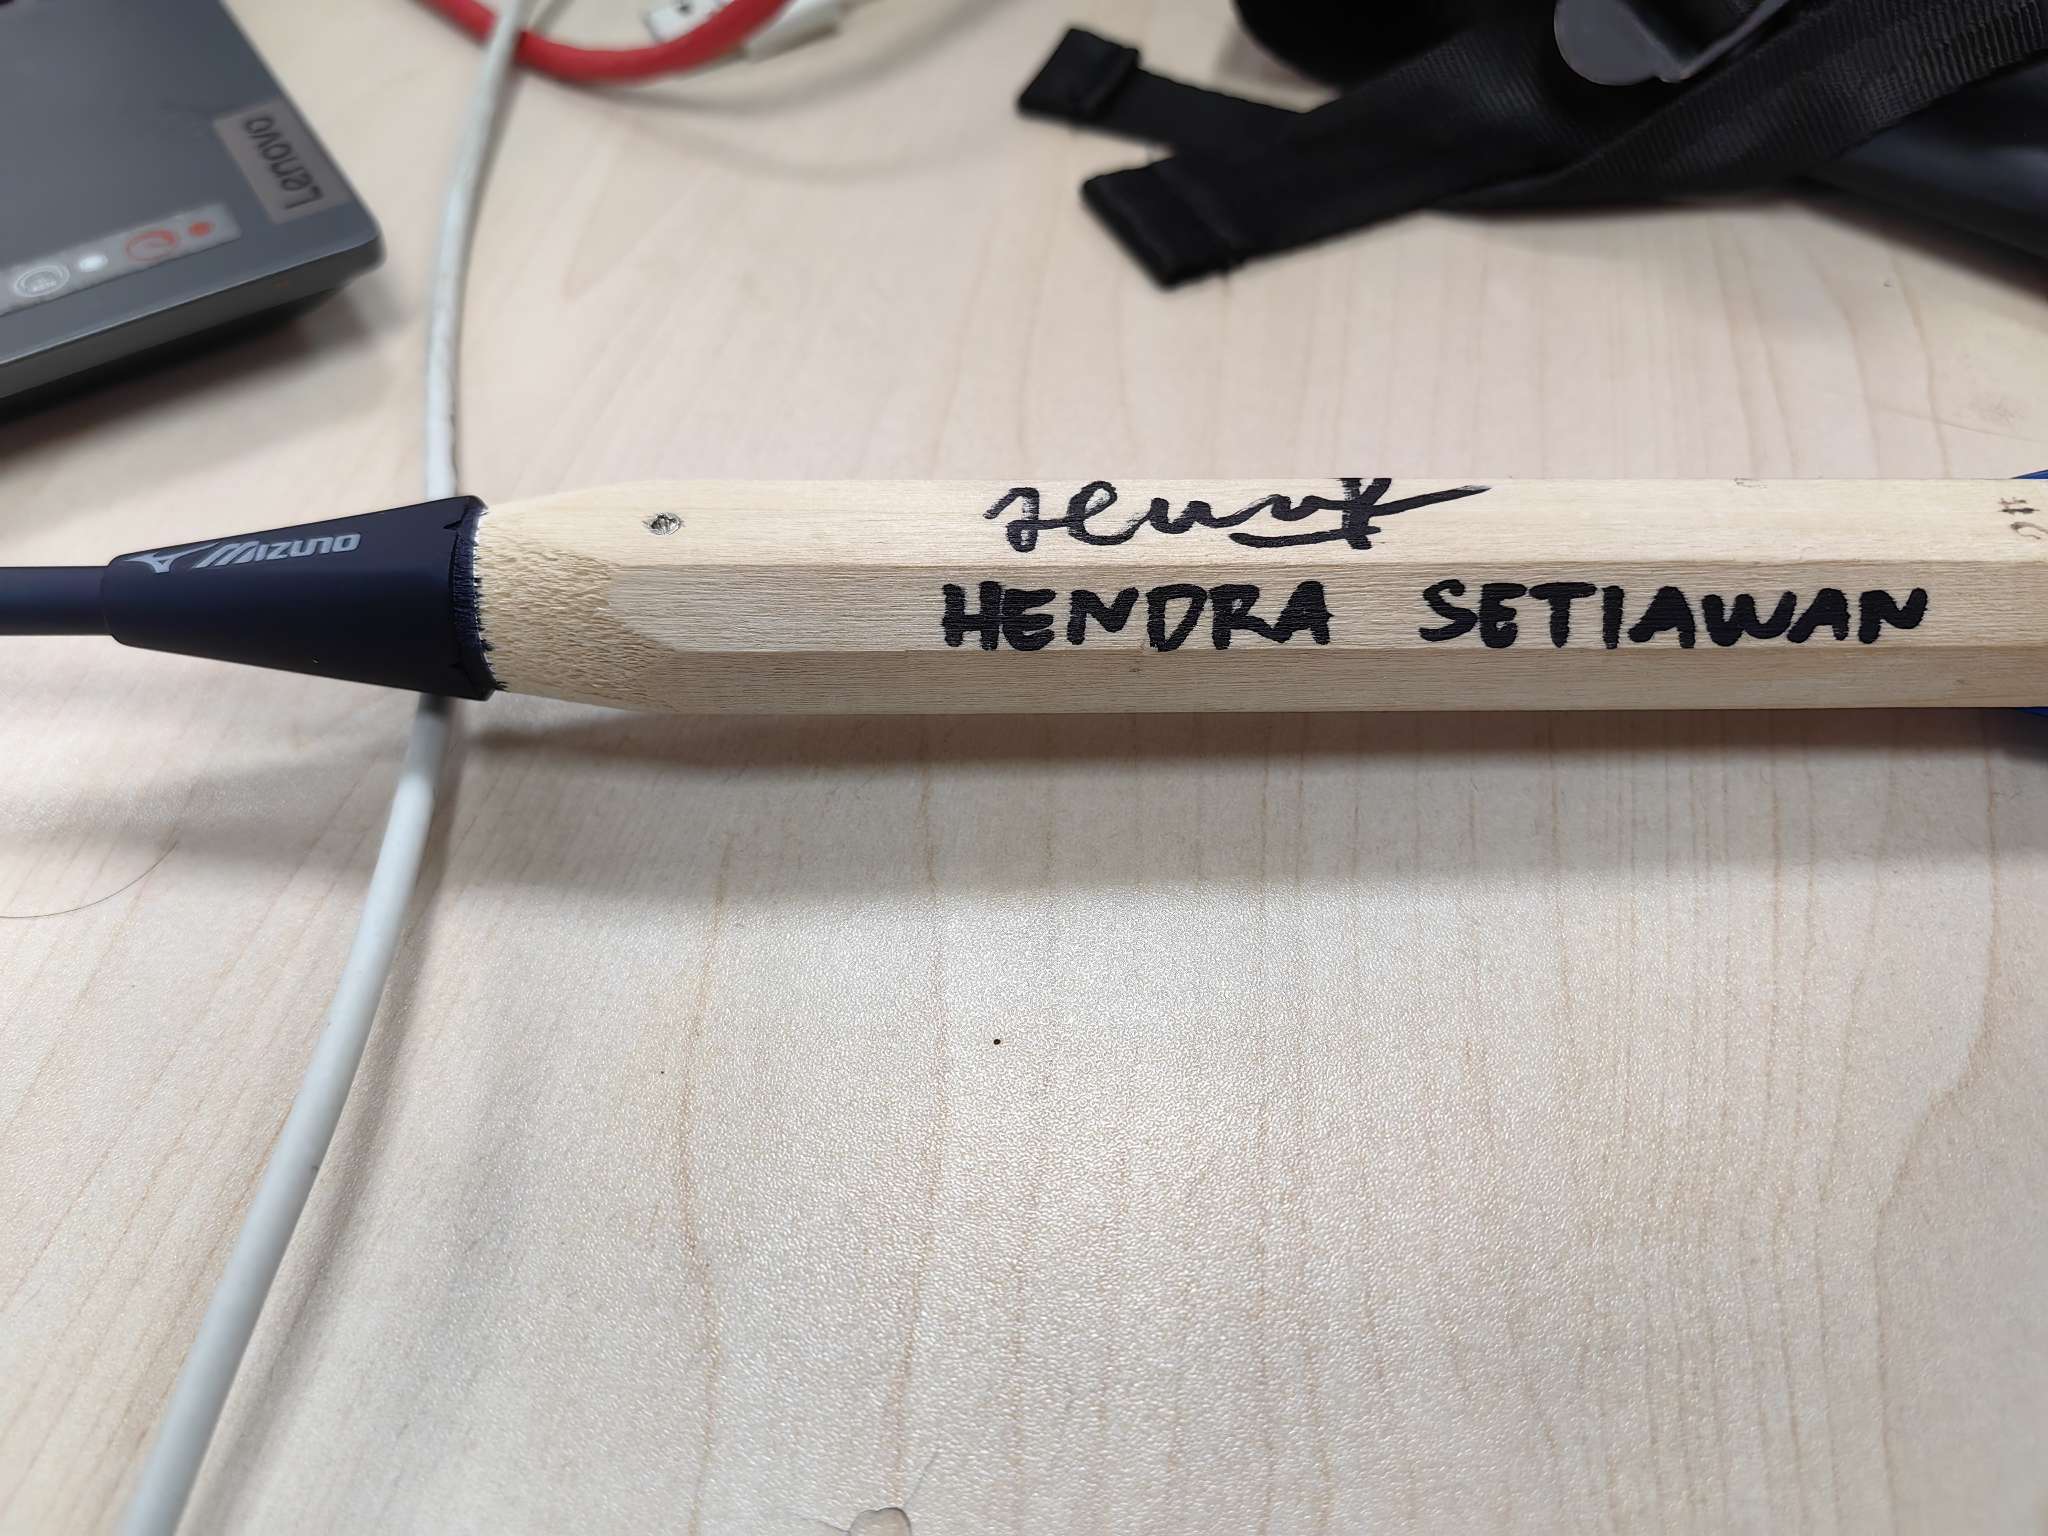 Lenovo
MIZUNO
HENDRA SETIAWAN